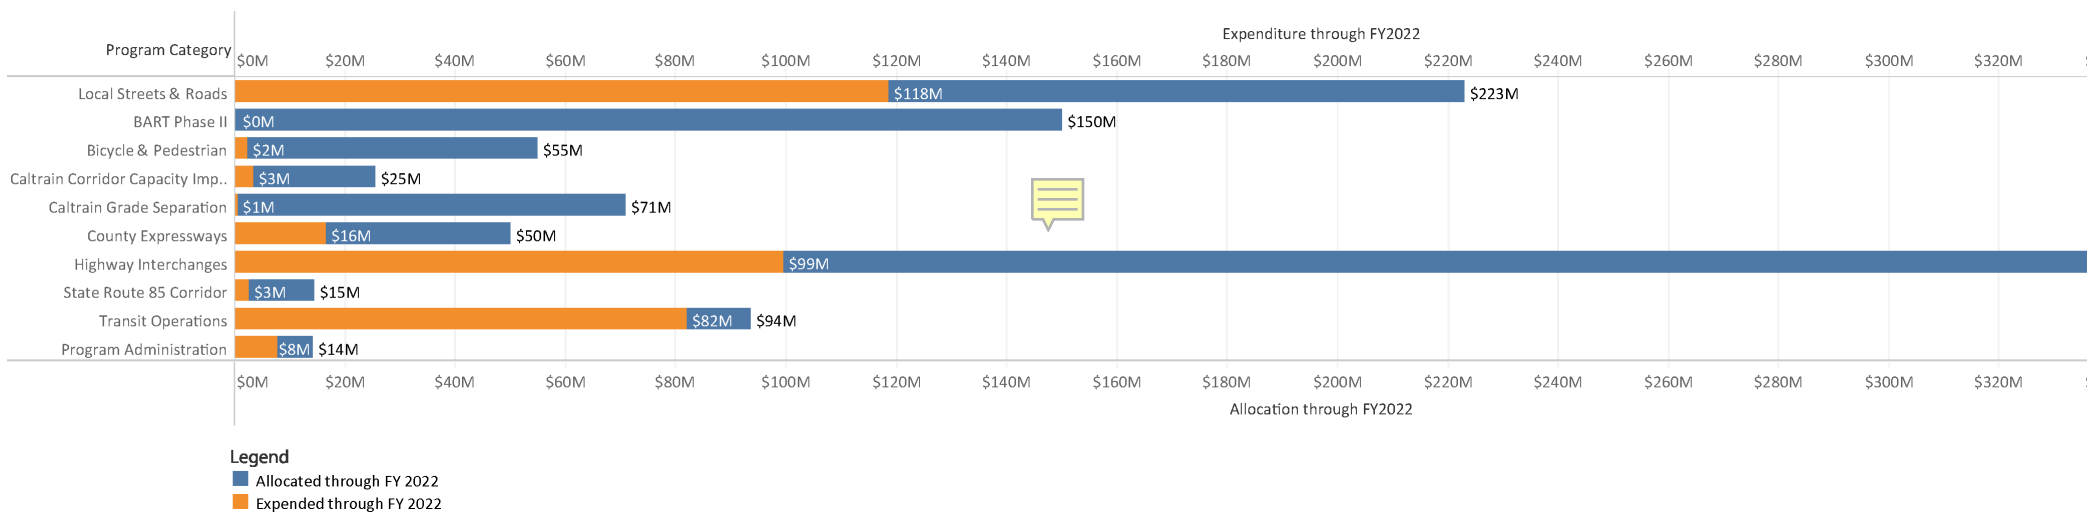 Expenditure through FY2022
Program Category
$0M $20M $40M $60M $80M $100M $120M $140M $160M $180M $200M $220M $240M $260M $280M $300M $320M
Local Streets & Roads $118M $223M
BART Phase II $0M $150M
Bicycle & Pedestrian $2M $55M
Caltrain Corridor Capacity Imp.. $3M $25M
Caltrain Grade Separation $1M $71M
County Expressways $16M $50M
Highway Interchanges $99M
State Route 85 Corridor $3M $15M
Transit Operations $82M $94M
Program Administration $8M $14M
$0M $20M $40M $60M $80M $100M $120M $140M $160M $180M $200M $220M $240M $260M $280M $300M $320M
Allocation through FY2022
Legend
Allocated through FY 2022
Expended through FY 2022